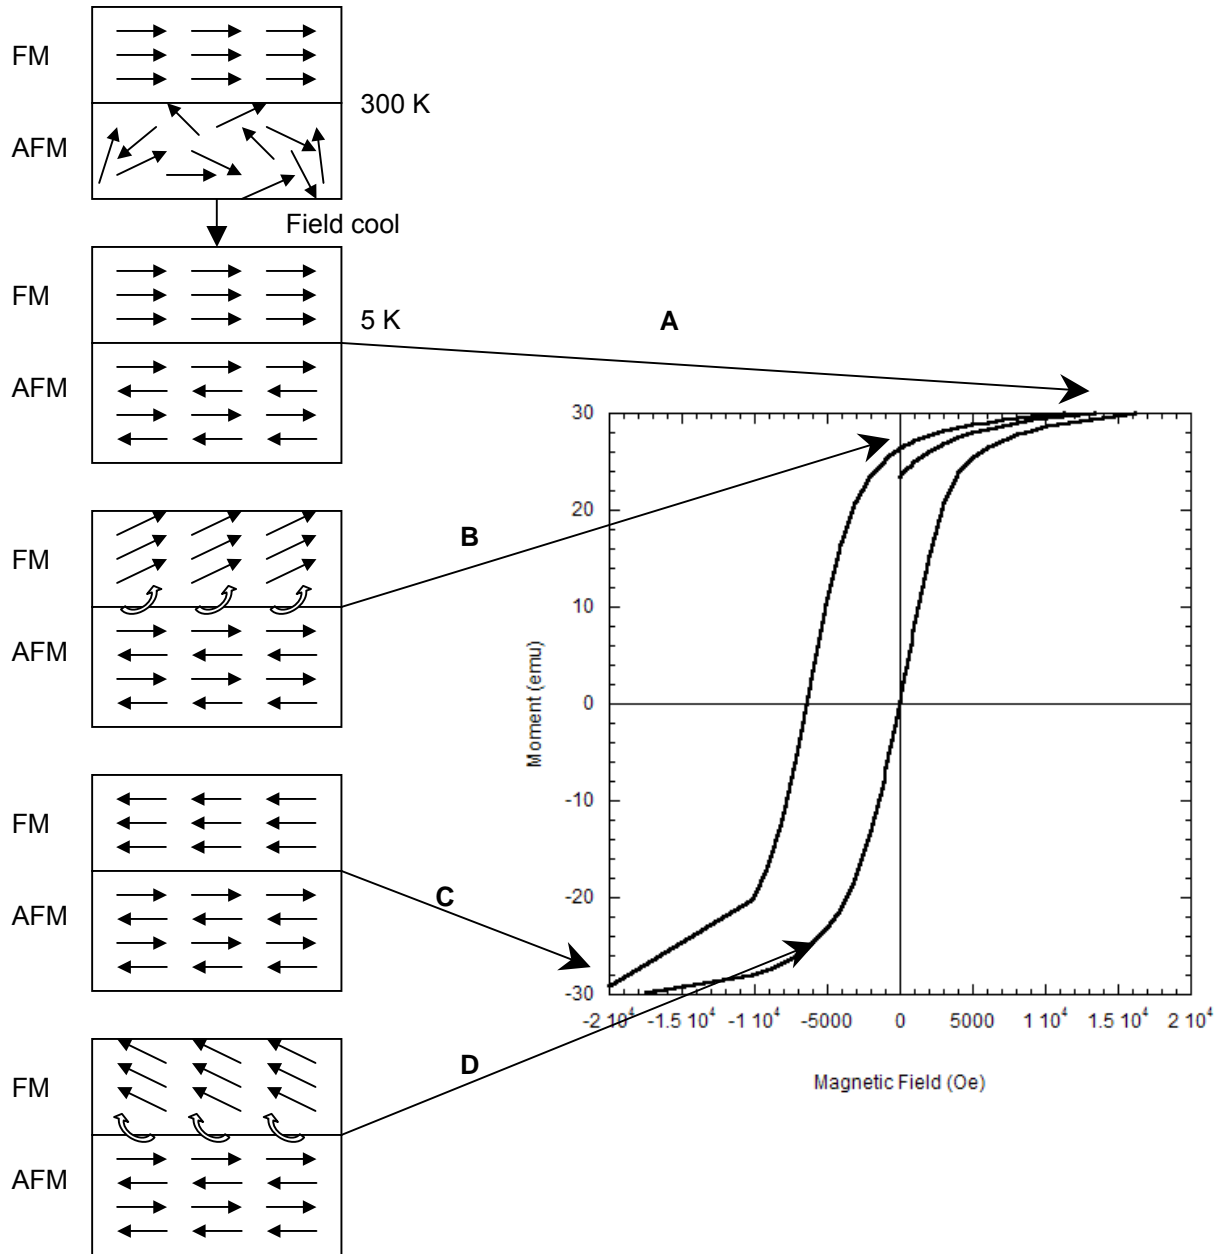 FM
300 K
AFM
Field cool
FM
5 K
AFM
A
FM
B
AFM
FM
C
AFM
FM
D
AFM
30
20
10
0
-10
-20
-30
Moment (emu)
-2 10⁴ -1.5 10⁴ -1 10⁴ -5000 0 5000 1 10⁴ 1.5 10⁴ 2 10⁴
Magnetic Field (Oe)